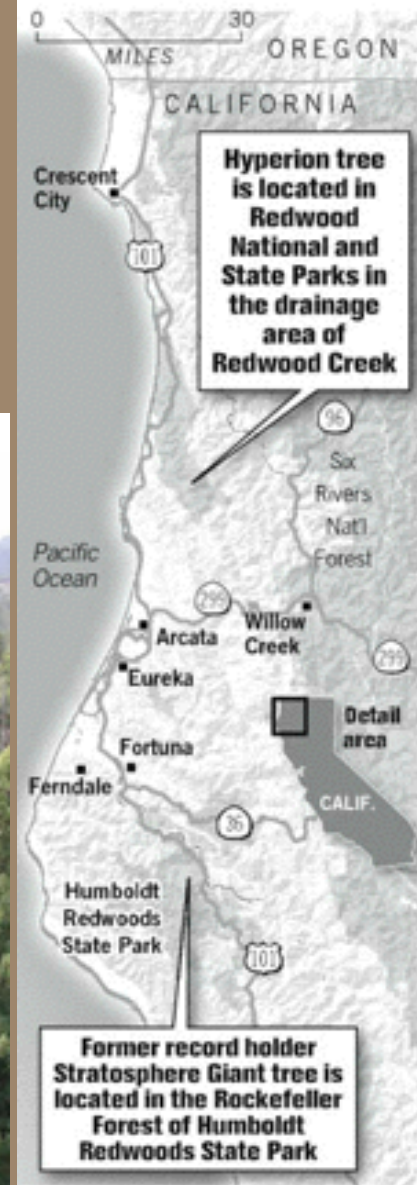 0 30
MILES
OREGON
CALIFORNIA
Hyperion tree
is located in
Redwood
National and
State Parks in
the drainage
area of
Redwood Creek
Crescent
City
101
96
Six
Rivers
Nat'l
Forest
Pacific
Ocean
299
Willow
Creek
Arcata
299
Eureka
Detail
area
Fortuna
Ferndale
CALIF.
36
Humboldt
Redwoods
State Park
101
Former record holder
Stratosphere Giant tree is
located in the Rockefeller
Forest of Humboldt
Redwoods State Park